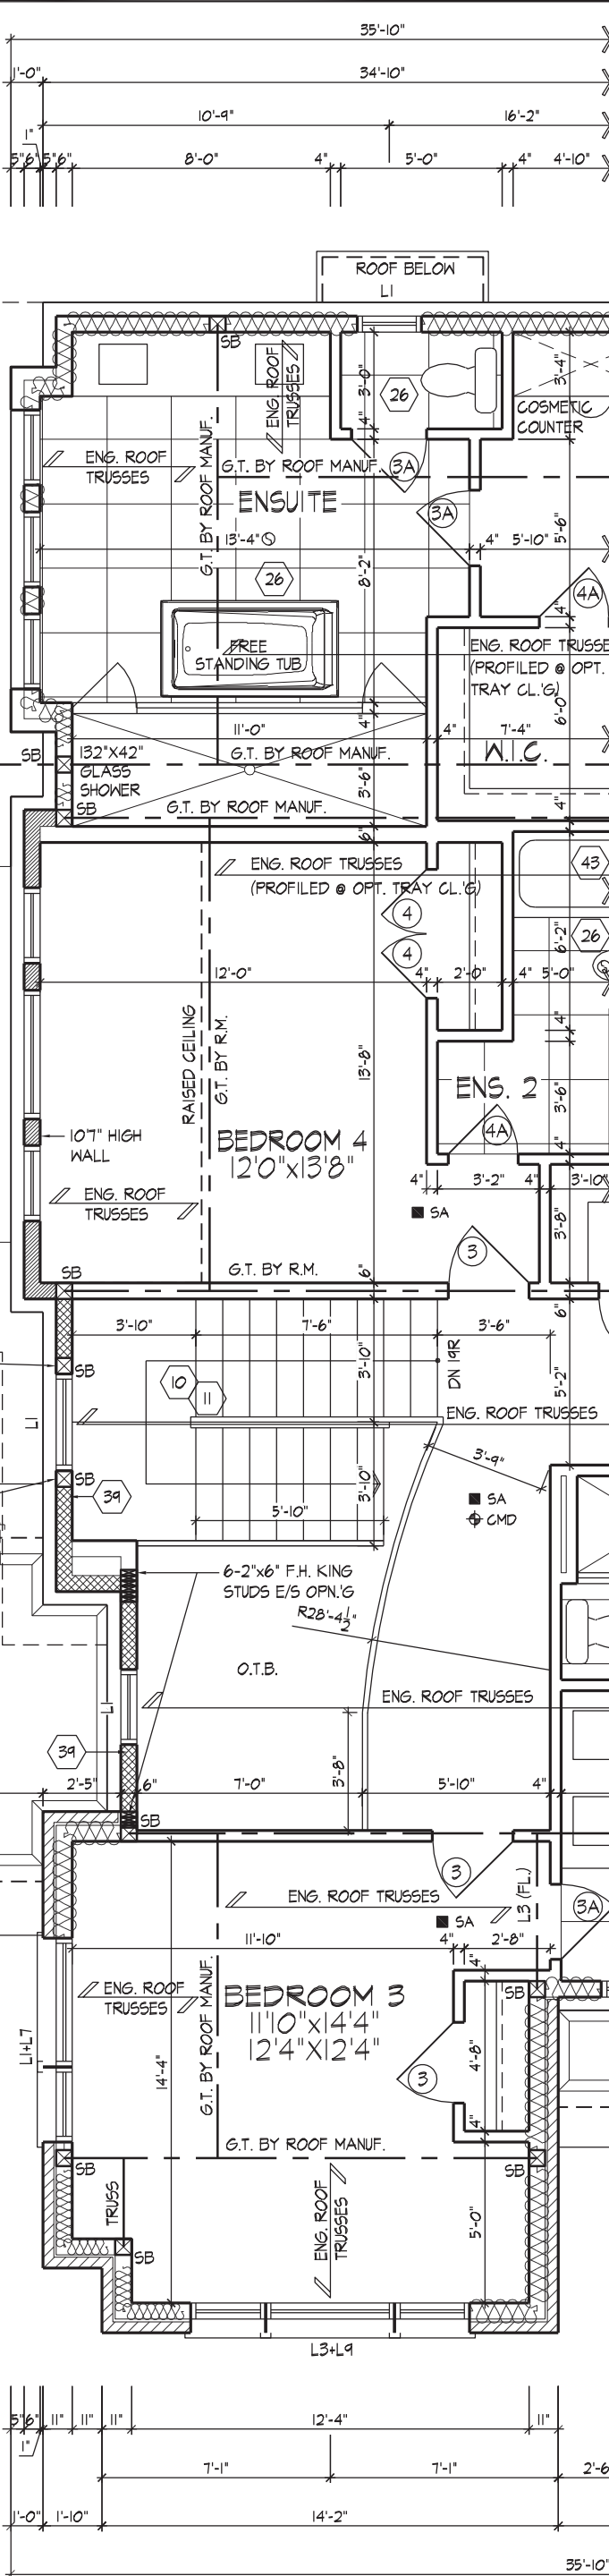 35'-10"
1'-0"
34'-10"
10'-9"
16'-2"
1"
5"
6"
5"
6"
8'-0"
4"
5'-0"
4"
4'-10"
ROOF BELOW
L1
SB
ENG. ROOF
TRUSSES
3'-0"
26
4"
3'-4"
COSMETIC
COUNTER
ENG. ROOF
TRUSSES
G.T. BY ROOF MANUF.
G.T. BY ROOF MANUF.
3A
ENSUITE
3A
13'-4"
4"
5'-10"
5'-6"
8'-2"
26
4A
4"
FREE
STANDING TUB
ENG. ROOF TRUSSE
(PROFILED @ OPT.
TRAY CL.'G)
6'-0"
11'-0"
4"
4"
7'-4"
SB
132"X42"
GLASS
SHOWER
G.T. BY ROOF MANUF.
W.I.C.
3'-6"
SB
G.T. BY ROOF MANUF.
4"
6"
ENG. ROOF TRUSSES
(PROFILED @ OPT. TRAY CL.'G)
43
4
4
6'-2"
26
12'-0"
4"
2'-0"
4"
5'-0"
RAISED CEILING
G.T. BY R.M.
13'-8"
4"
ENS. 2
3'-6"
10'7" HIGH
WALL
BEDROOM 4
12'0"x13'8"
4A
4"
ENG. ROOF
TRUSSES
4"
3'-2"
4"
3'-10"
SA
3'-8"
3
SB
G.T. BY R.M.
6"
6"
3'-10"
7'-6"
3'-6"
3'-10"
DN 19R
5'-2"
SB
10
11
L1
ENG. ROOF TRUSSES
3'-9"
SB
39
3'-10"
5'-10"
SA
CMD
6-2"x6" F.H. KING
STUDS E/S OPN.'G
R28'-4½"
O.T.B.
ENG. ROOF TRUSSES
L1
39
3'-8"
2'-5"
6"
7'-0"
5'-10"
4"
SB
3
ENG. ROOF TRUSSES
L3 (FL.)
3A
SA
11'-10"
4"
2'-8"
4"
ENG. ROOF
TRUSSES
G.T. BY ROOF MANUF.
BEDROOM 3
11'10"x14'4"
12'4"X12'4"
SB
L1+L7
14'-4"
4'-8"
3
4"
G.T. BY ROOF MANUF.
SB
SB
TRUSS
ENG. ROOF
TRUSSES
5'-0"
SB
L3+L9
5"
6"
11"
11"
11"
12'-4"
11"
1"
7'-1"
7'-1"
2'-6
1'-0"
1'-10"
14'-2"
35'-10"